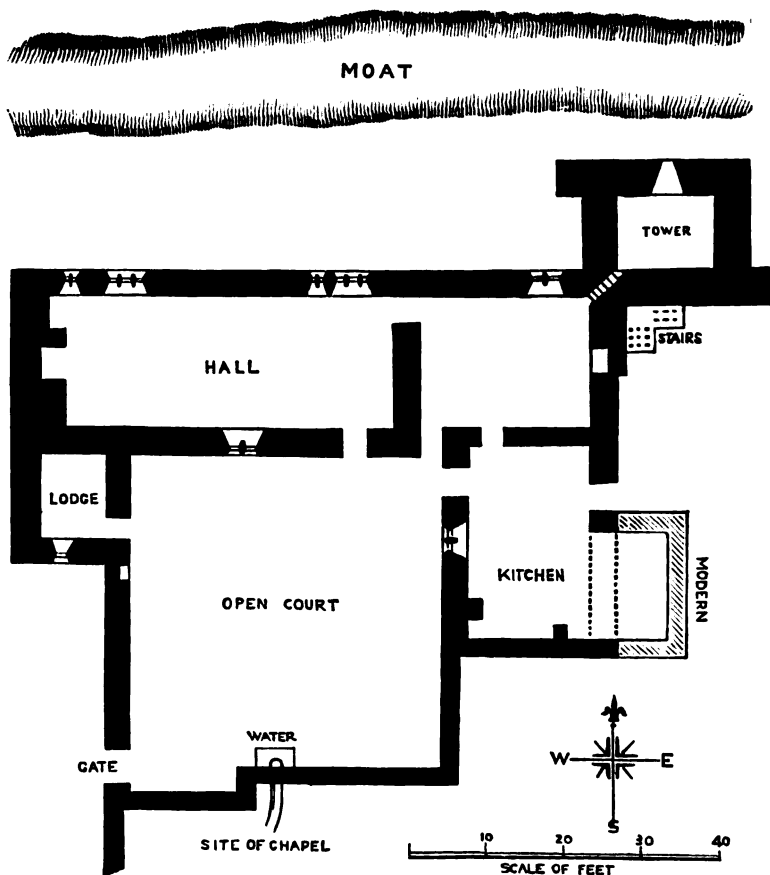 MOAT
TOWER
STAIRS
HALL
LODGE
KITCHEN
MODERN
OPEN COURT
WATER
GATE
W E
S
SITE OF CHAPEL
10 20 30 40
SCALE OF FEET